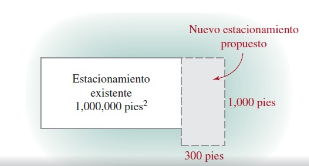 Nuevo estacionamiento
propuesto
Estacionamiento
existente
1,000,000 pies²
1,000 pies
300 pies